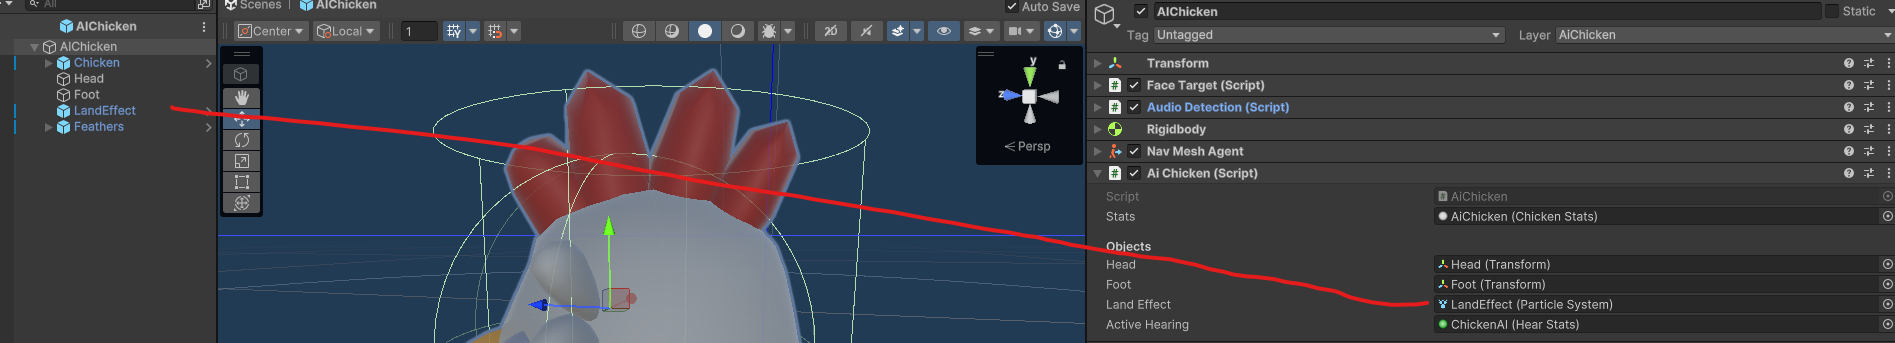 All
AIChicken
AIChicken
Chicken
Head
Foot
LandEffect
Feathers
Scenes
AIChicken
Auto Save
Center
Local
1
2D
y
z
Persp
AIChicken
Static
Tag
Untagged
Layer
AiChicken
Transform
Face Target (Script)
Audio Detection (Script)
Rigidbody
Nav Mesh Agent
Ai Chicken (Script)
Script
AiChicken
Stats
AiChicken (Chicken Stats)
Objects
Head
Head (Transform)
Foot
Foot (Transform)
Land Effect
LandEffect (Particle System)
Active Hearing
ChickenAI (Hear Stats)